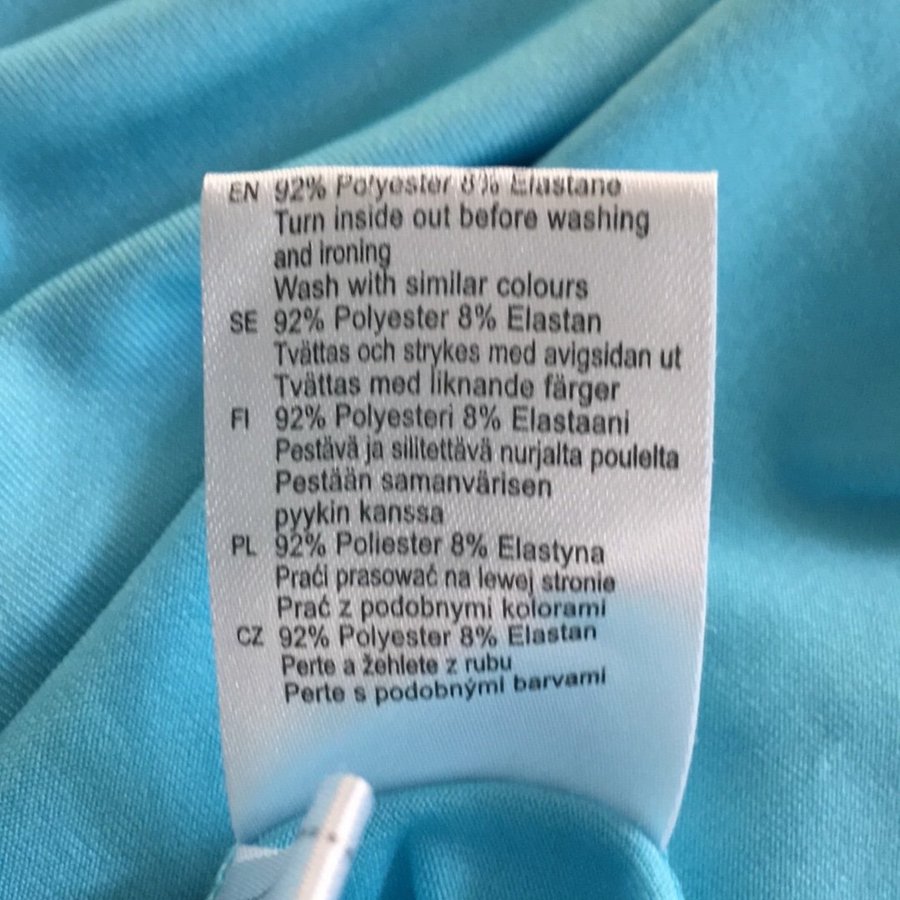 EN 92% Polyester 8% Elastane
Turn inside out before washing
and ironing
Wash with similar colours
SE 92% Polyester 8% Elastan
Tvättas och strykes med avigsidan ut
Tvättas med liknande färger
FI 92% Polyesteri 8% Elastaani
Pestävä ja silitettävä nurjalta poulelta
Pestään samanvärisen
pyykin kanssa
PL 92% Poliester 8% Elastyna
Praći prasować na lewej stronie
Prać z podobnymi kolorami
CZ 92% Polyester 8% Elastan
Perte a žehlete z rubu
Perte s podobnými barvami